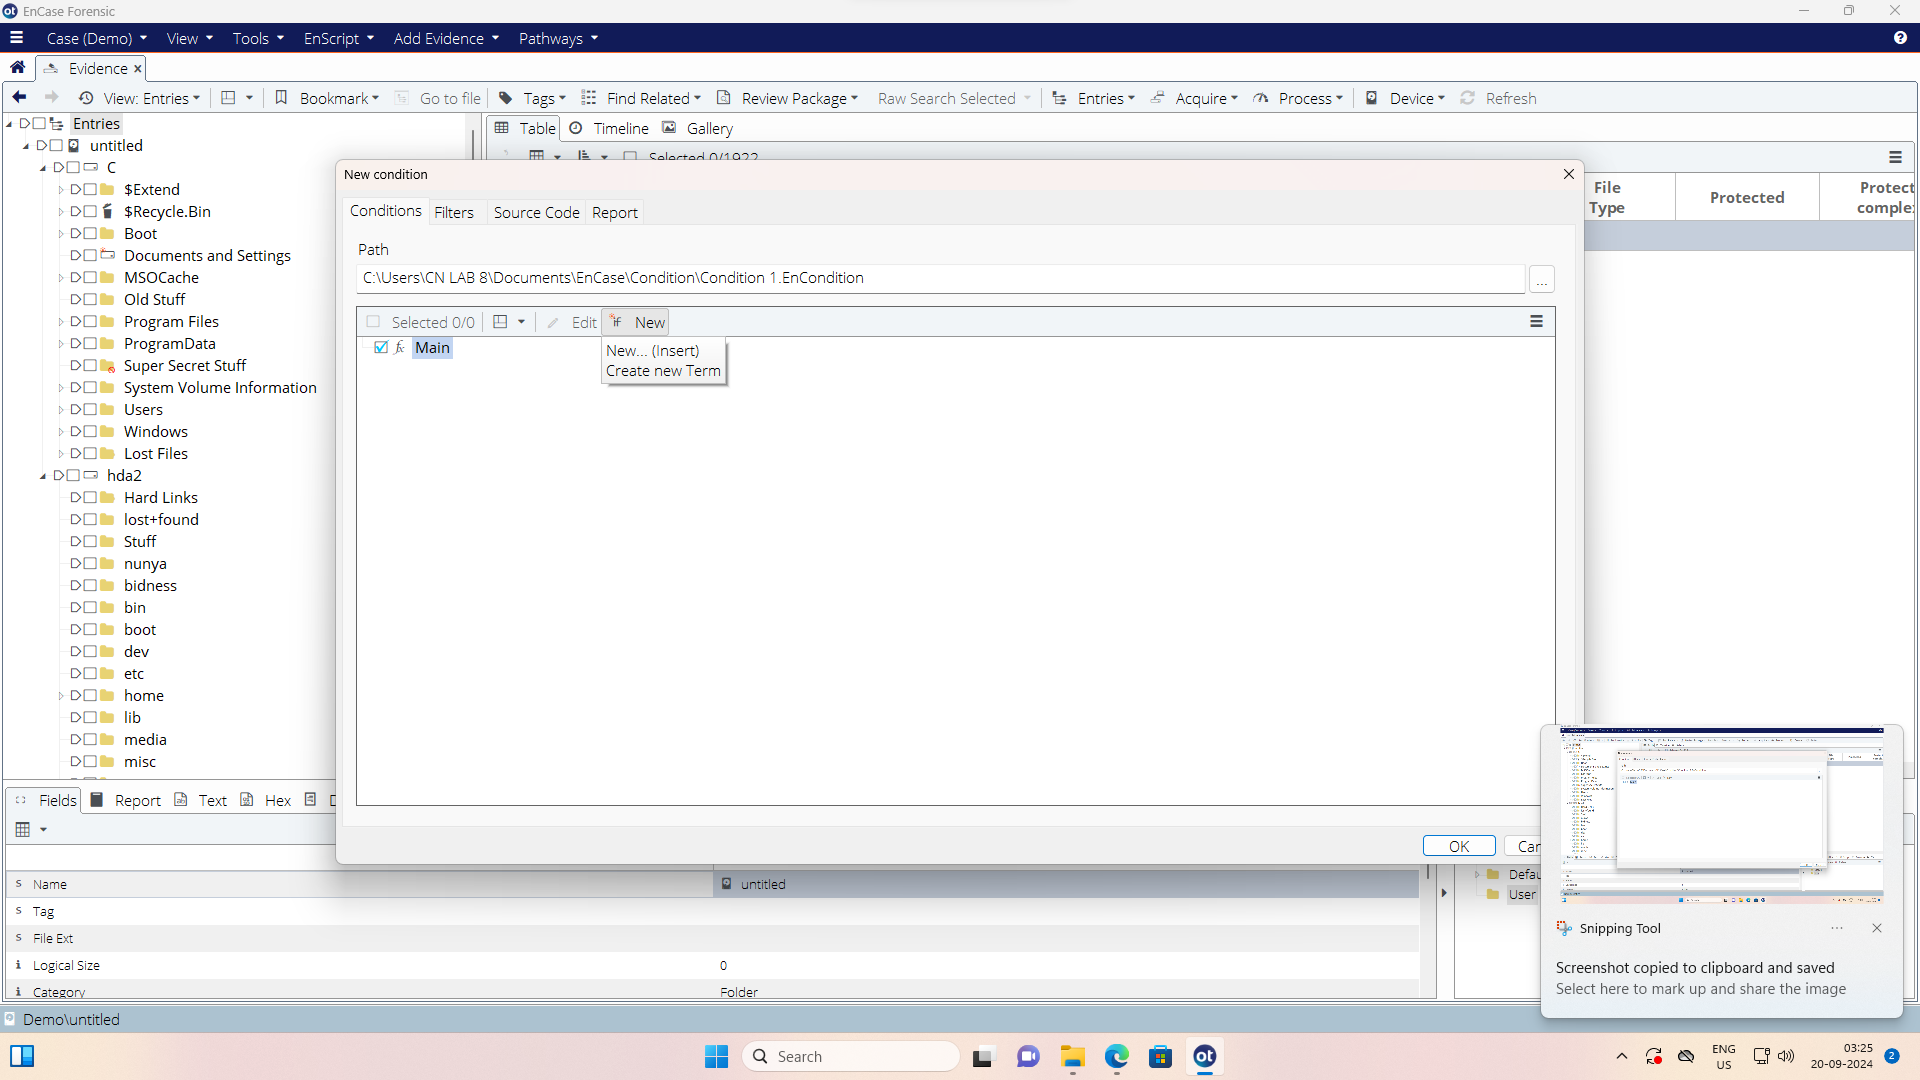 EnCase Forensic
Case (Demo) View Tools EnScript Add Evidence Pathways
Evidence
View: Entries Bookmark Go to file Tags Find Related Review Package Raw Search Selected Entries Acquire Process Device Refresh
Entries
untitled
C
$Extend
$Recycle.Bin
Boot
Documents and Settings
MSOCache
Old Stuff
Program Files
ProgramData
Super Secret Stuff
System Volume Information
Users
Windows
Lost Files
hda2
Hard Links
lost+found
Stuff
nunya
bidness
bin
boot
dev
etc
home
lib
media
misc
Table Timeline Gallery
Selected 0/1922
File Type
Protected
Protect
comple
New condition
Conditions Filters Source Code Report
Path
C:\Users\CN LAB 8\Documents\EnCase\Condition\Condition 1.EnCondition
...
Selected 0/0 Edit New
Main
New... (Insert)
Create new Term
OK Can
Fields Report Text Hex D
S Name untitled
S Tag
S File Ext
i Logical Size 0
i Category Folder
Defau
User
Snipping Tool
Screenshot copied to clipboard and saved
Select here to mark up and share the image
Demo\untitled
Search
ot
ENG
US
03:25
20-09-2024
2